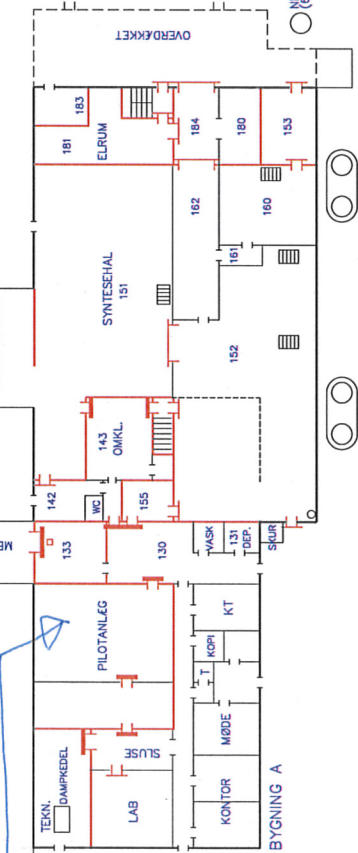 OVERDÆKKET
183
181
ELRUM
184
180
153
162
160
161
SYNTESEHAL
151
152
143
OMKL.
142
WC
155
133
130
VASK
131
DEP.
SKUR
PILOTANLÆG
KT
KOPI
T
SLUSE
MØDE
TEKN.
DAMPKEDEL
LAB
KONTOR
BYGNING A